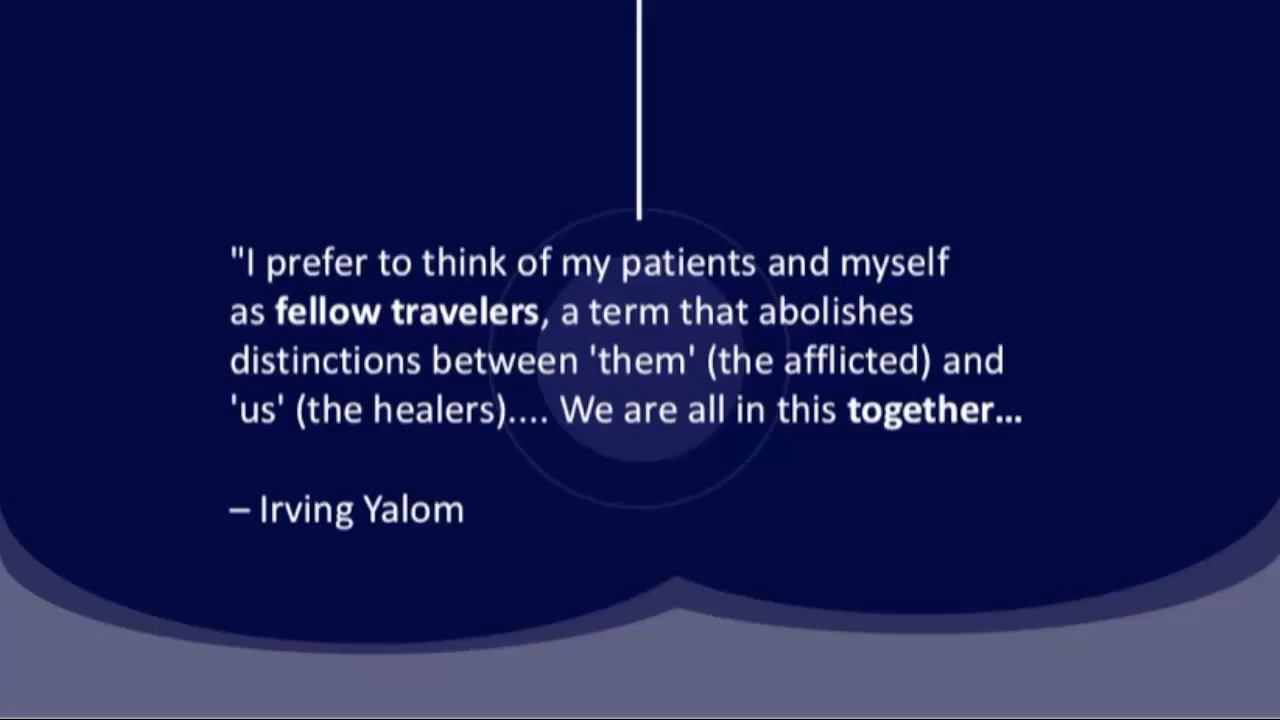 "I prefer to think of my patients and myself
as fellow travelers, a term that abolishes
distinctions between 'them' (the afflicted) and
'us' (the healers).... We are all in this together...
– Irving Yalom